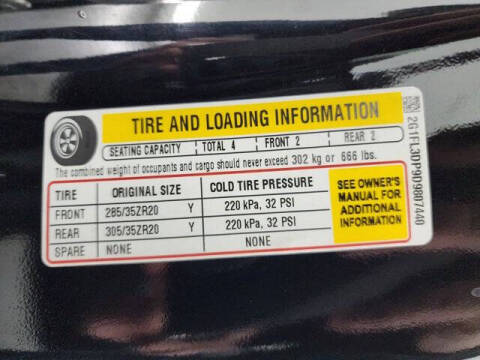 TIRE AND LOADING INFORMATION
SEATING CAPACITY TOTAL 4 FRONT 2 REAR 2
The combined weight of occupants and cargo should never exceed 302 kg or 666 lbs.
TIRE ORIGINAL SIZE COLD TIRE PRESSURE
FRONT 285/35ZR20 Y 220 kPa, 32 PSI
REAR 305/35ZR20 Y 220 kPa, 32 PSI
SPARE NONE NONE
SEE OWNER'S
MANUAL FOR
ADDITIONAL
INFORMATION